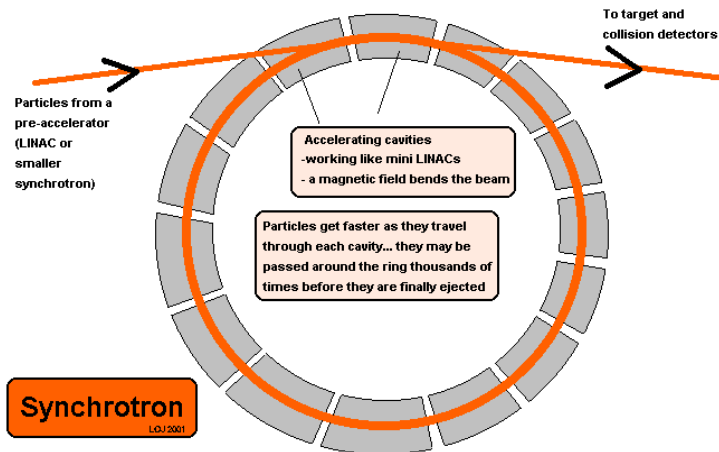 To target and
collision detectors
Particles from a
pre-accelerator
(LINAC or
smaller
synchrotron)
Accelerating cavities
-working like mini LINACs
- a magnetic field bends the beam
Particles get faster as they travel
through each cavity... they may be
passed around the ring thousands of
times before they are finally ejected
Synchrotron
LCJ 2001